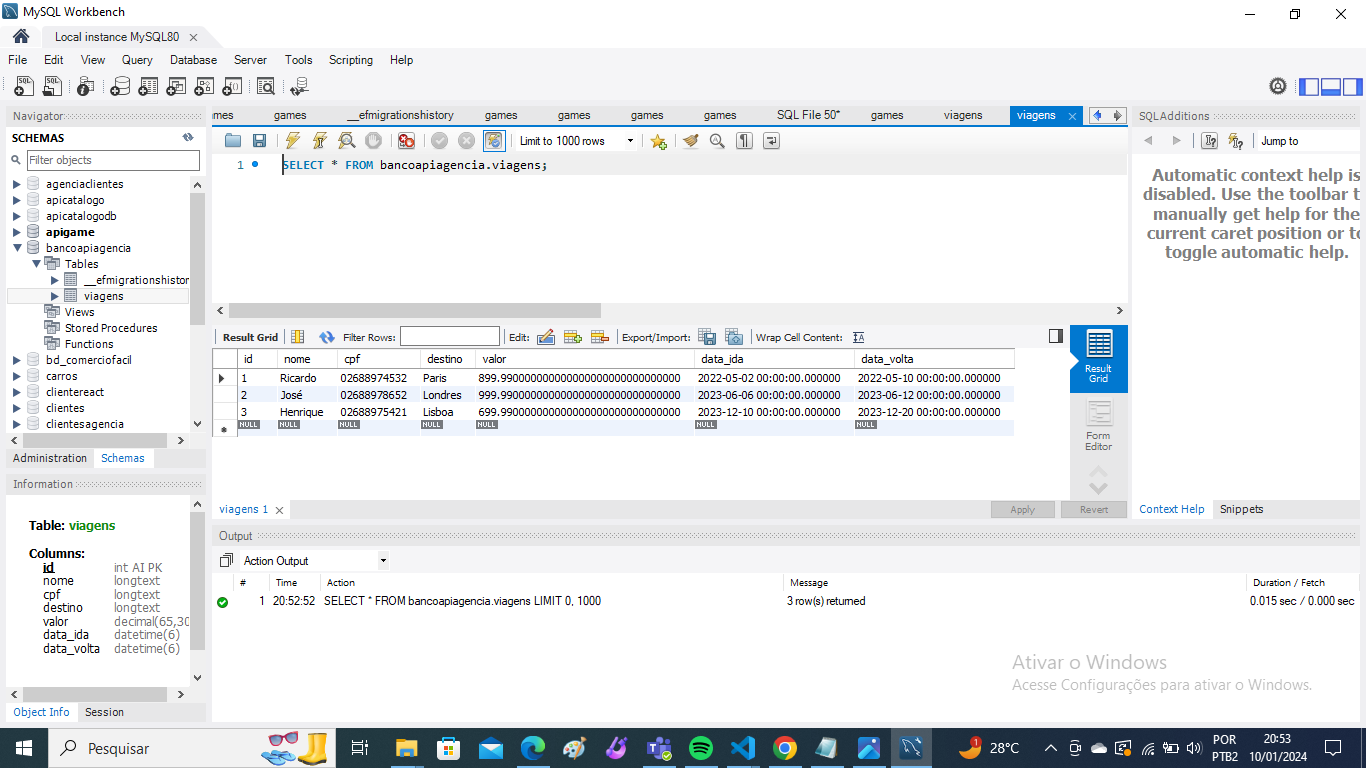 MySQL Workbench
Local instance MySQL80
File Edit View Query Database Server Tools Scripting Help
Navigator
SCHEMAS
Filter objects
agenciaclientes
apicatalogo
apicatalogodb
apigame
bancoapiagencia
Tables
__efmigrationshistor
viagens
Views
Stored Procedures
Functions
bd_comerciofacil
carros
clientereact
clientes
clientesagencia
Administration Schemas
Information
Table: viagens
Columns:
id int AI PK
nome longtext
cpf longtext
destino longtext
valor decimal(65,30
data_ida datetime(6)
data_volta datetime(6)
Object Info Session
mes games __efmigrationshistory games games games games SQL File 50* games viagens viagens
Limit to 1000 rows
1 SELECT * FROM bancoapiagencia.viagens;
Result Grid Filter Rows: Edit: Export/Import: Wrap Cell Content:
id nome cpf destino valor data_ida data_volta
1 Ricardo 02688974532 Paris 899.990000000000000000000000000000 2022-05-02 00:00:00.000000 2022-05-10 00:00:00.000000
2 José 02688978652 Londres 999.990000000000000000000000000000 2023-06-06 00:00:00.000000 2023-06-12 00:00:00.000000
3 Henrique 02688975421 Lisboa 699.990000000000000000000000000000 2023-12-10 00:00:00.000000 2023-12-20 00:00:00.000000
NULL NULL NULL NULL NULL NULL NULL
Result
Grid
Form
Editor
viagens 1 Apply Revert
Output
Action Output
# Time Action Message Duration / Fetch
1 20:52:52 SELECT * FROM bancoapiagencia.viagens LIMIT 0, 1000 3 row(s) returned 0.015 sec / 0.000 sec
SQLAdditions
Jump to
Automatic context help is
disabled. Use the toolbar t
manually get help for the
current caret position or to
toggle automatic help.
Context Help Snippets
Ativar o Windows
Acesse Configurações para ativar o Windows.
Pesquisar
28°C
POR
PTB2
20:53
10/01/2024